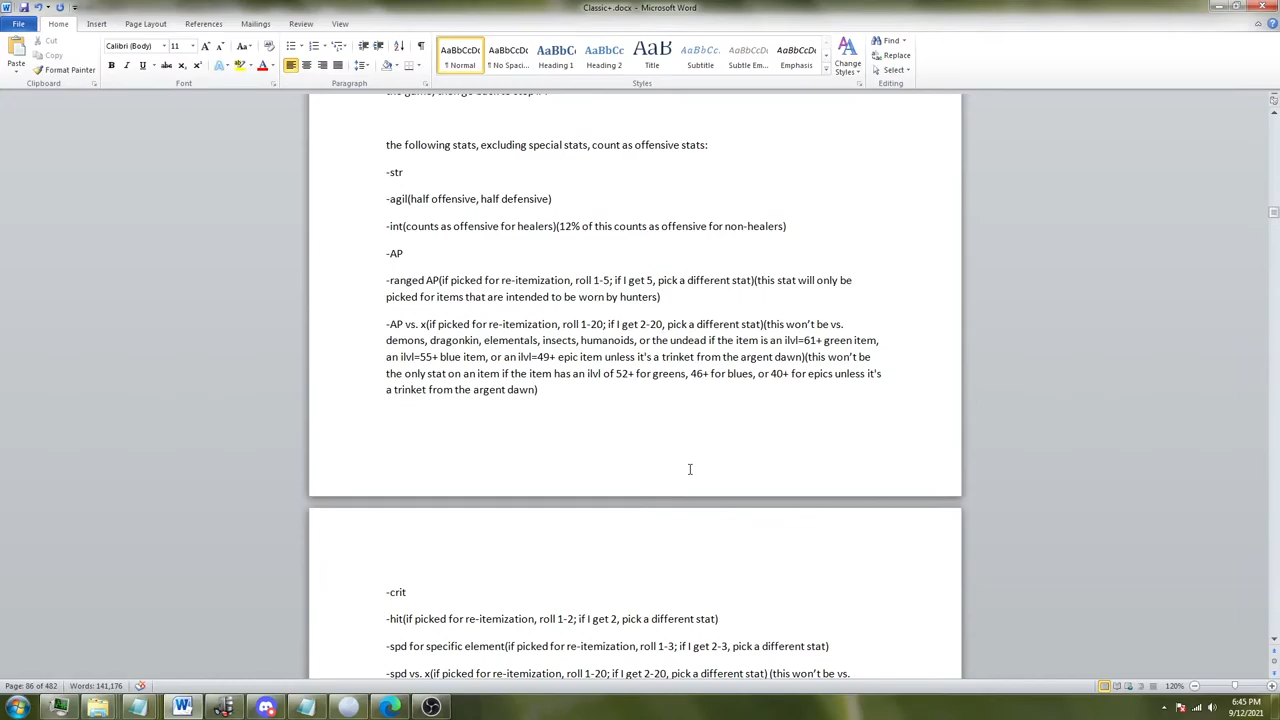 Classic+.docx - Microsoft Word
File Home Insert Page Layout References Mailings Review View
Cut
Copy
Format Painter
Paste
Clipboard
Calibri (Body) 11
Font
Paragraph
AaBbCcDc AaBbCcDc AaBbC AaBbCc AaB AaBbCc. AaBbCcDc AaBbCcDc
¶ Normal ¶ No Spaci... Heading 1 Heading 2 Title Subtitle Subtle Em... Emphasis
Change Styles
Styles
Find
Replace
Select
Editing
the following stats, excluding special stats, count as offensive stats:
-str
-agil(half offensive, half defensive)
-int(counts as offensive for healers)(12% of this counts as offensive for non-healers)
-AP
-ranged AP(if picked for re-itemization, roll 1-5; if I get 5, pick a different stat)(this stat will only be
picked for items that are intended to be worn by hunters)
-AP vs. x(if picked for re-itemization, roll 1-20; if I get 2-20, pick a different stat)(this won't be vs.
demons, dragonkin, elementals, insects, humanoids, or the undead if the item is an ilvl=61+ green item,
an ilvl=55+ blue item, or an ilvl=49+ epic item unless it's a trinket from the argent dawn)(this won't be
the only stat on an item if the item has an ilvl of 52+ for greens, 46+ for blues, or 40+ for epics unless it's
a trinket from the argent dawn)
-crit
-hit(if picked for re-itemization, roll 1-2; if I get 2, pick a different stat)
-spd for specific element(if picked for re-itemization, roll 1-3; if I get 2-3, pick a different stat)
-spd vs. x(if picked for re-itemization, roll 1-20; if I get 2-20, pick a different stat) (this won't be vs.
Page: 86 of 482 Words: 141,176
120%
6:45 PM
9/12/2021